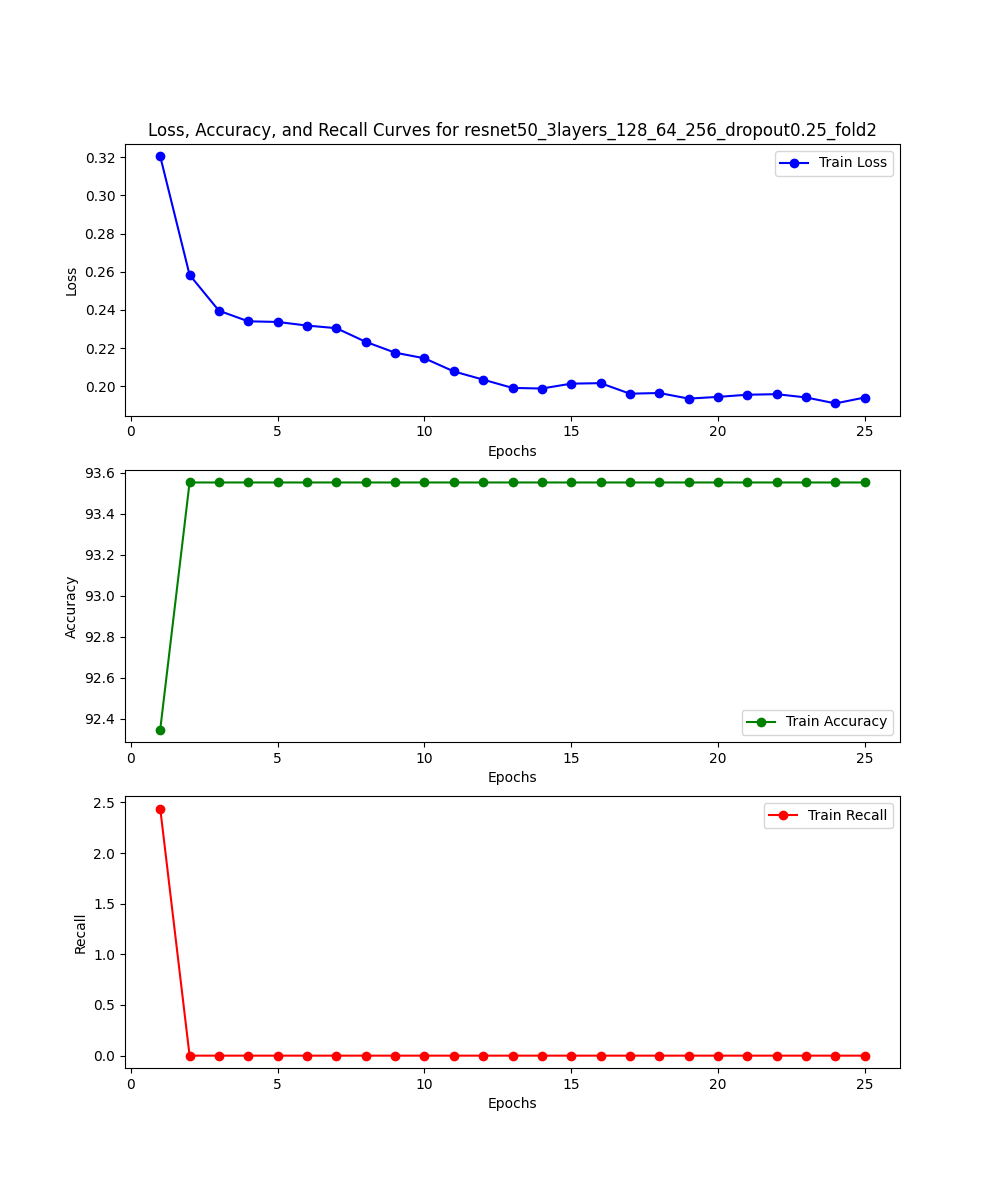 Loss, Accuracy, and Recall Curves for resnet50_3layers_128_64_256_dropout0.25_fold2
Train Loss
0.32
0.30
0.28
0.26
0.24
0.22
0.20
Loss
0 5 10 15 20 25
Epochs
93.6
93.4
93.2
93.0
92.8
92.6
92.4
Accuracy
Train Accuracy
0 5 10 15 20 25
Epochs
Train Recall
2.5
2.0
1.5
1.0
0.5
0.0
Recall
0 5 10 15 20 25
Epochs